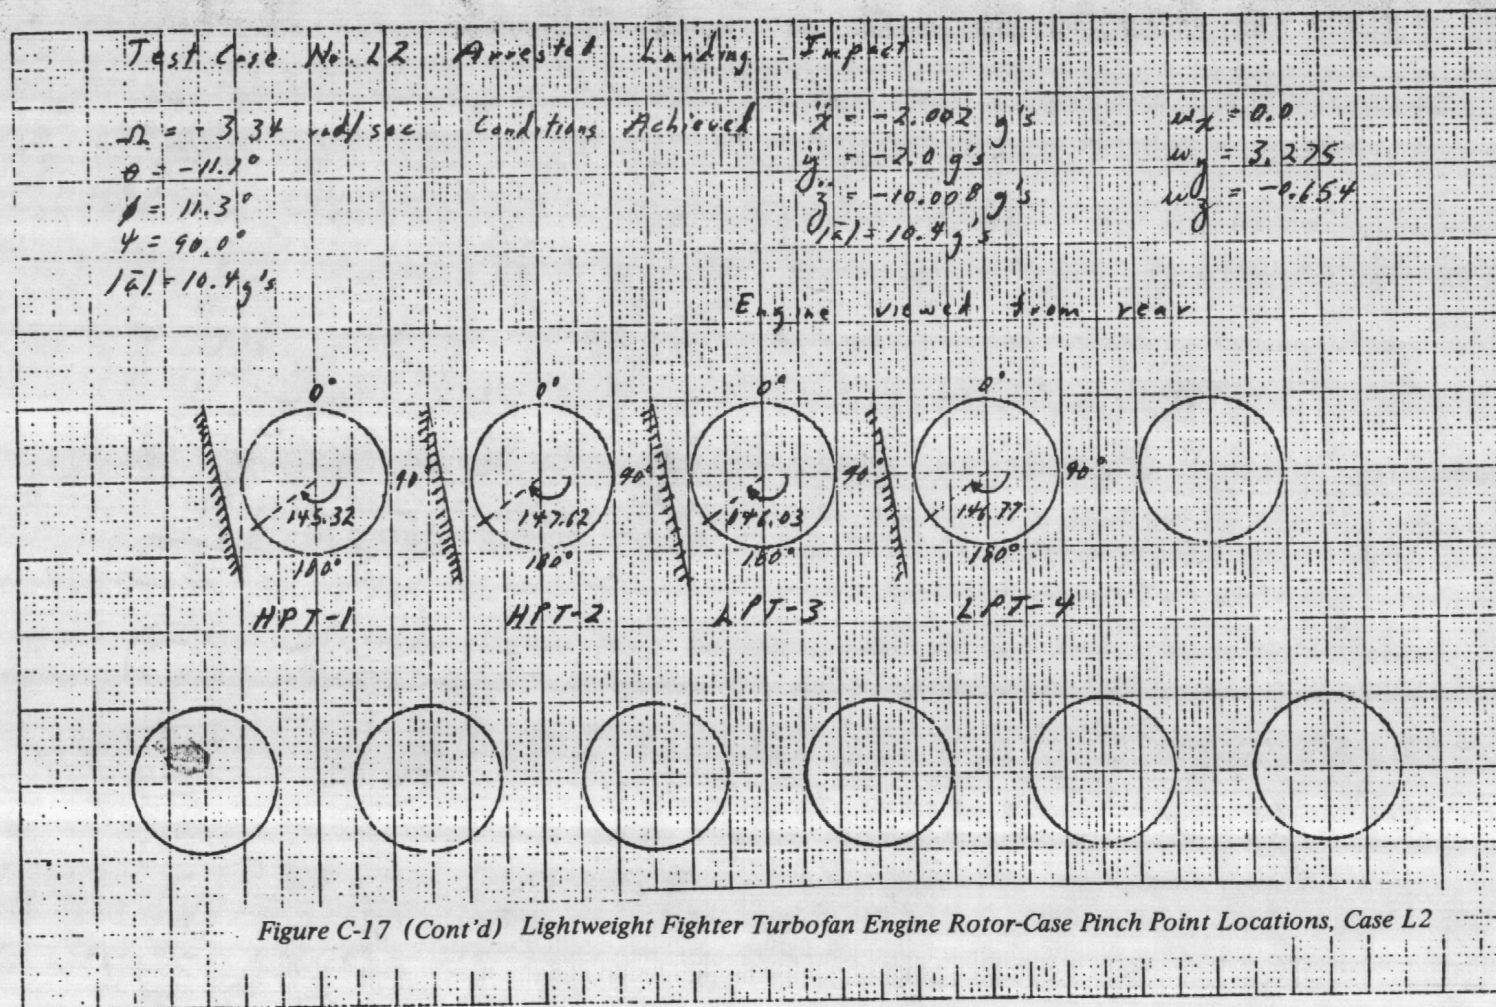 Test Case No. L2 Arrested Landing Impact
Ω = -3.34 rad/sec Conditions Achieved ẍ = -2.002 g's ωx = 0.0
θ = -11.1° ÿ = -2.0 g's ωy = 3.275
φ = 11.3° z̈ = -10.008 g's ωz = -0.654
ψ = 90.0° |ā| = 10.4 g's
|ā| = 10.4 g's
Engine viewed from rear
0° 0° 0° 0°
90 90° 90° 90°
145.32 147.62 146.03 146.77
180° 180° 180° 180°
HPT-1 HPT-2 LPT-3 LPT-4
Figure C-17 (Cont'd) Lightweight Fighter Turbofan Engine Rotor-Case Pinch Point Locations, Case L2